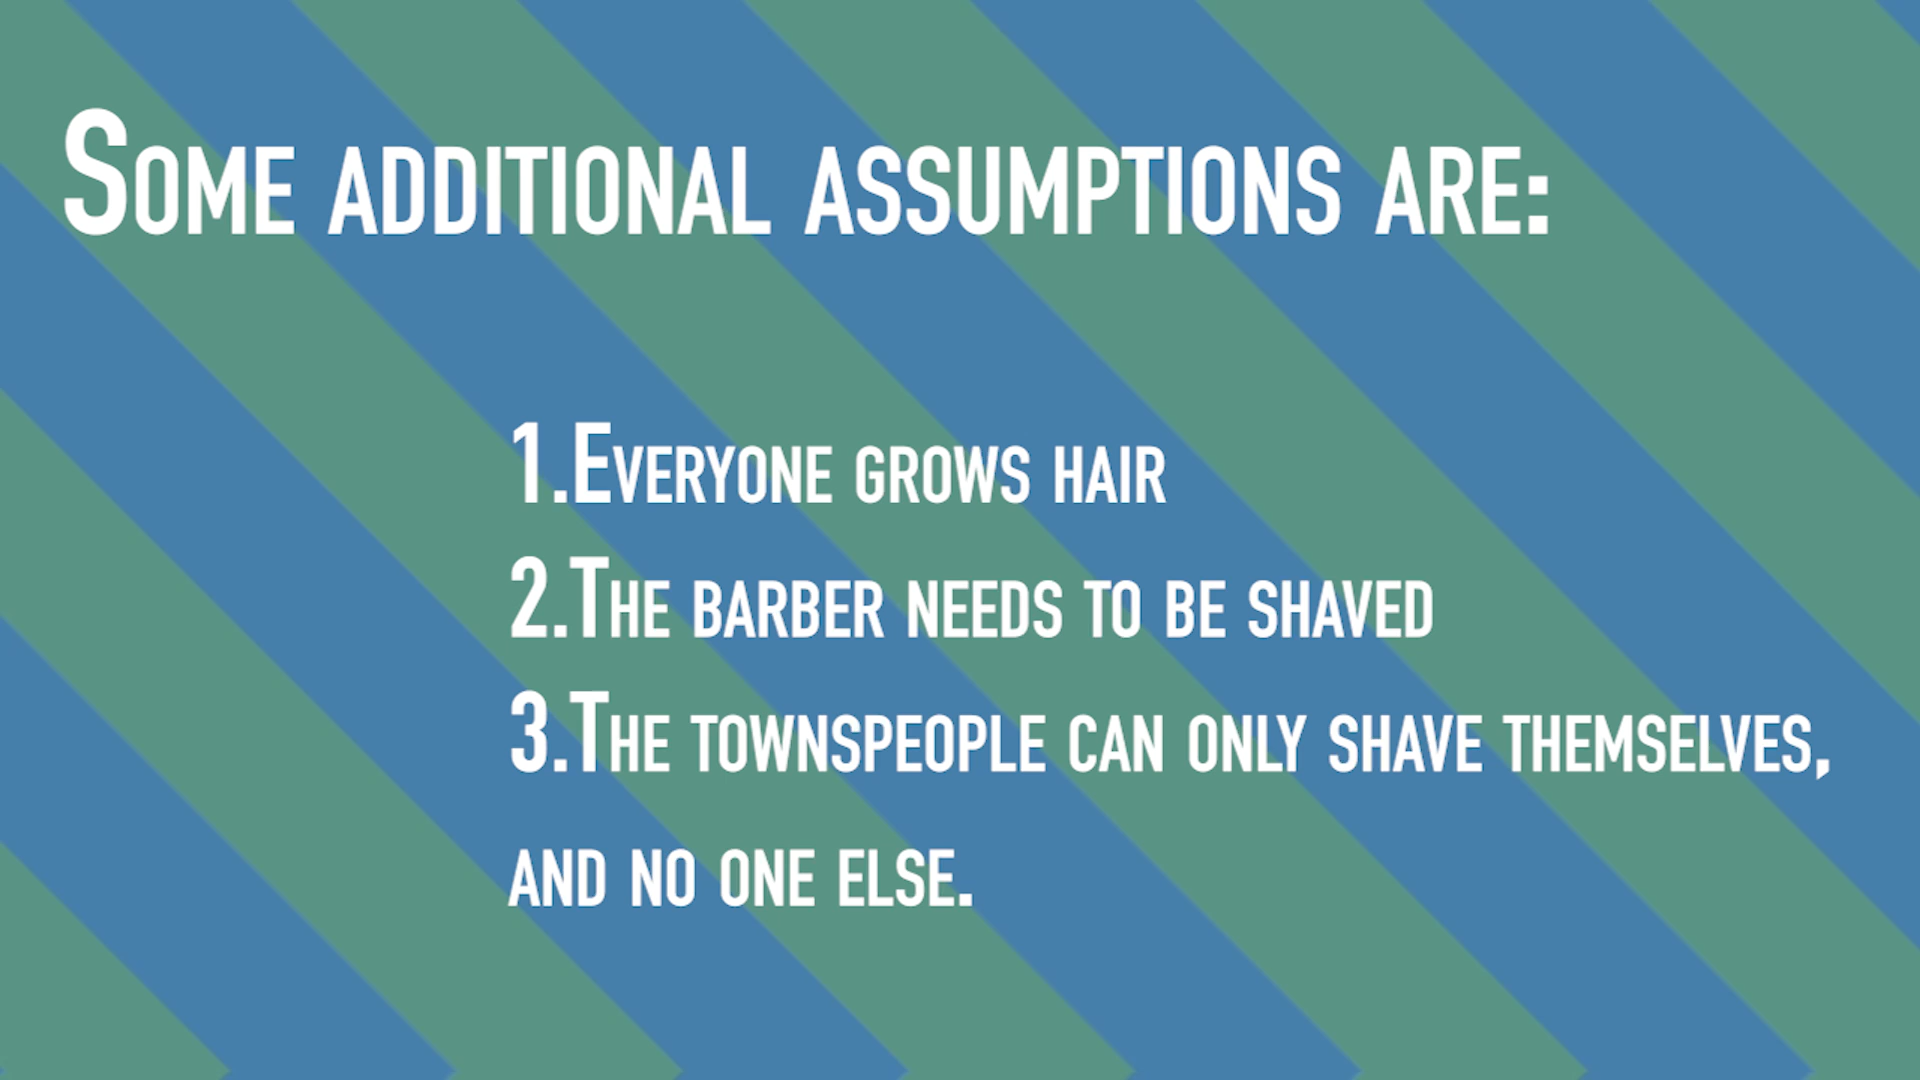 Some additional assumptions are:
1.Everyone grows hair
2.The barber needs to be shaved
3.The townspeople can only shave themselves,
and no one else.